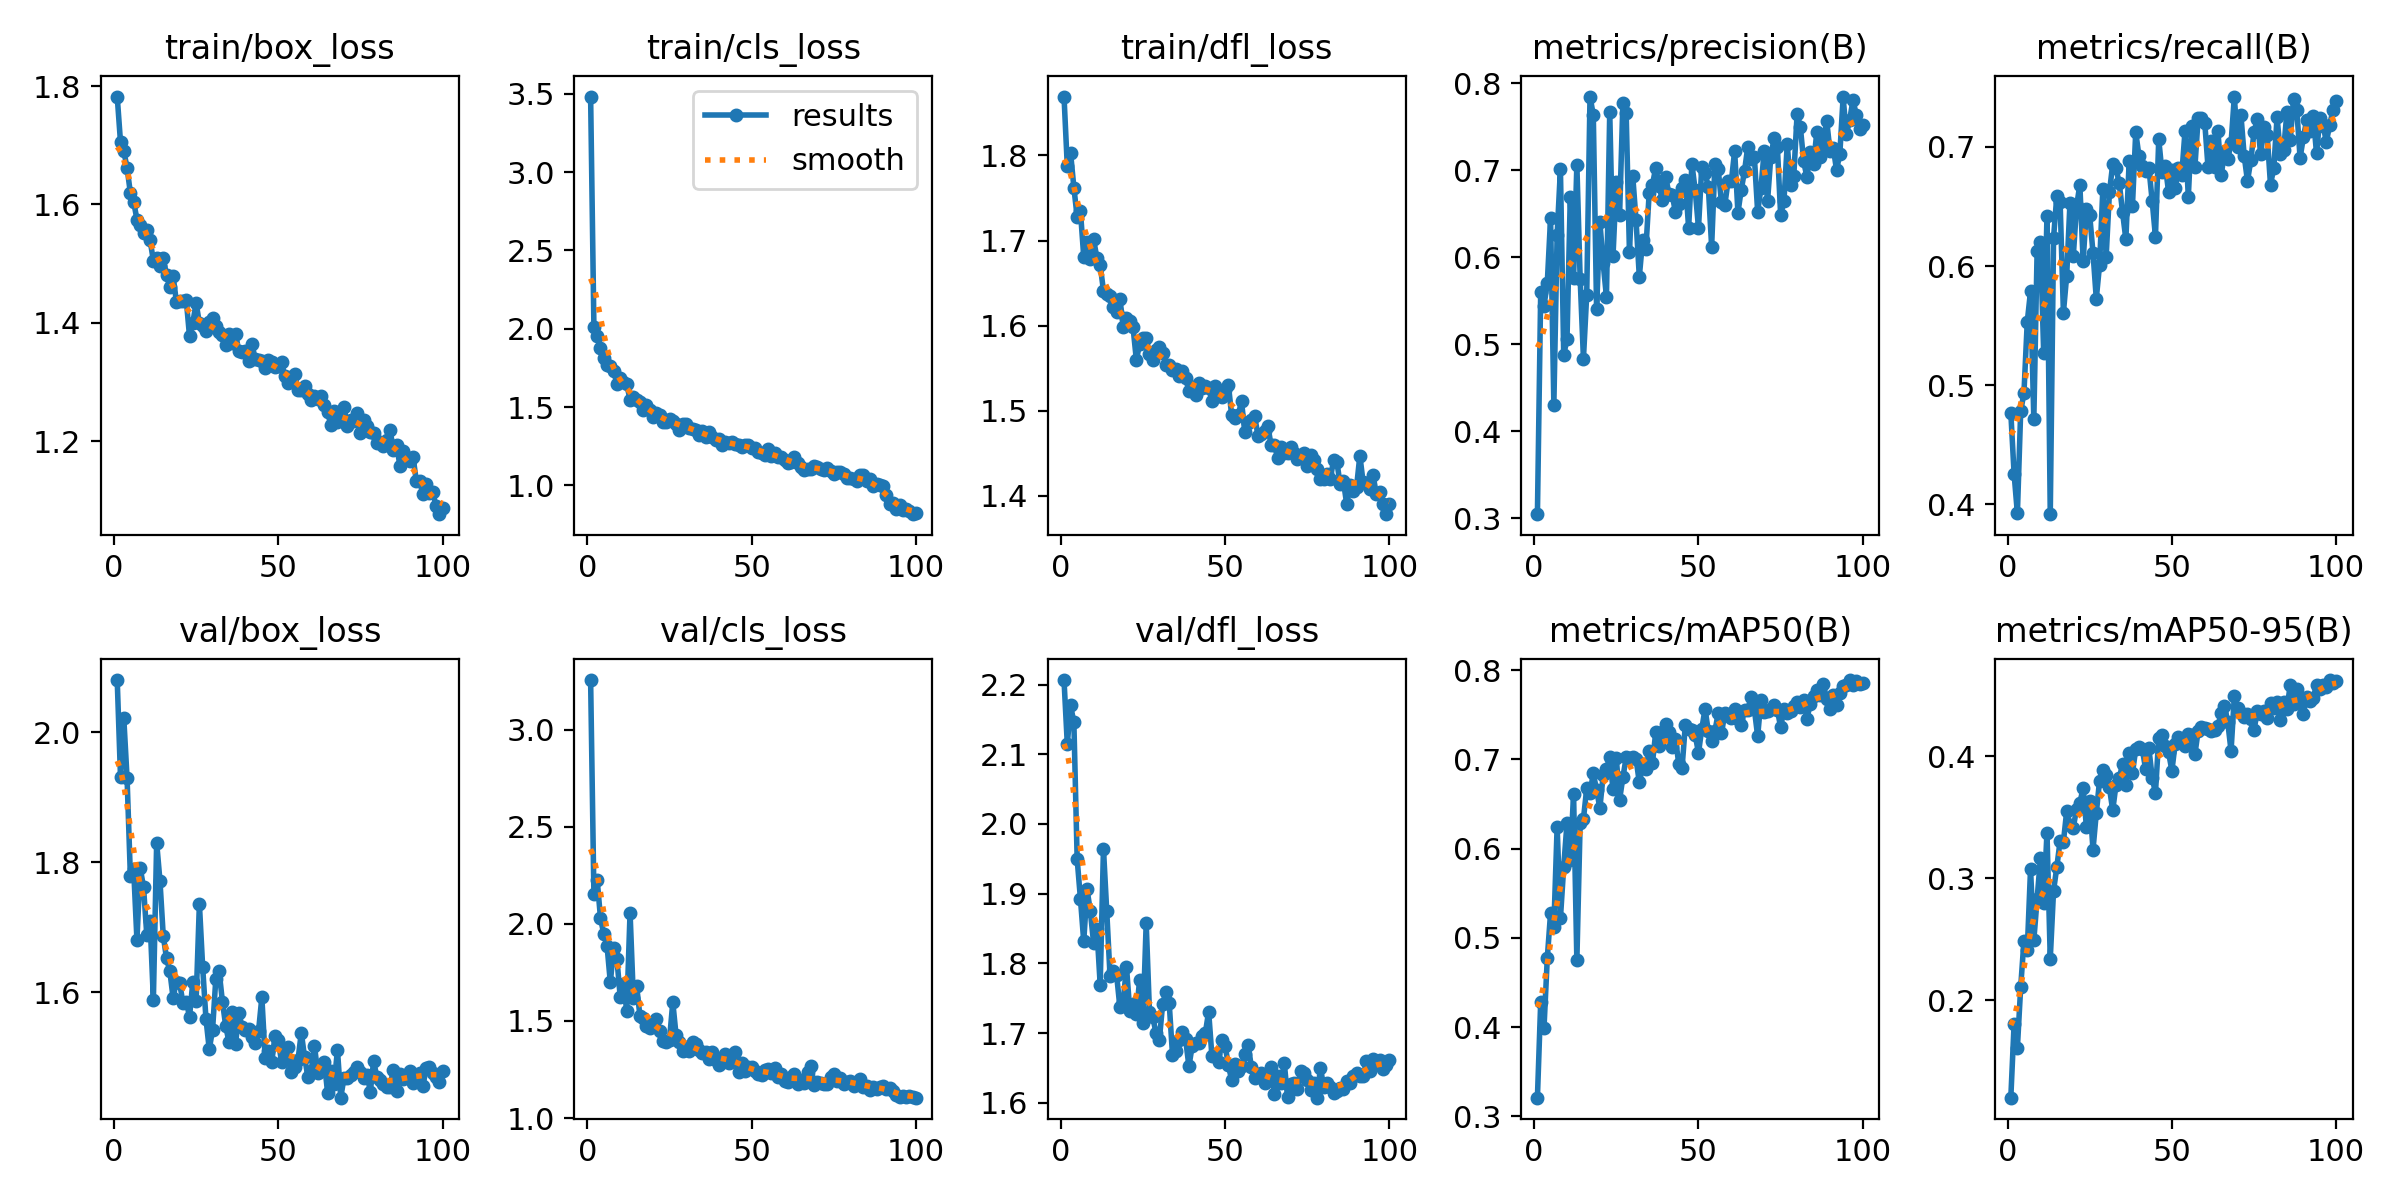 train/box_loss
1.8
1.6
1.4
1.2
0 50 100
train/cls_loss
3.5
3.0
2.5
2.0
1.5
1.0
results
smooth
0 50 100
train/dfl_loss
1.8
1.7
1.6
1.5
1.4
0 50 100
metrics/precision(B)
0.8
0.7
0.6
0.5
0.4
0.3
0 50 100
metrics/recall(B)
0.7
0.6
0.5
0.4
0 50 100
val/box_loss
2.0
1.8
1.6
0 50 100
val/cls_loss
3.0
2.5
2.0
1.5
1.0
0 50 100
val/dfl_loss
2.2
2.1
2.0
1.9
1.8
1.7
1.6
0 50 100
metrics/mAP50(B)
0.8
0.7
0.6
0.5
0.4
0.3
0 50 100
metrics/mAP50-95(B)
0.4
0.3
0.2
0 50 100